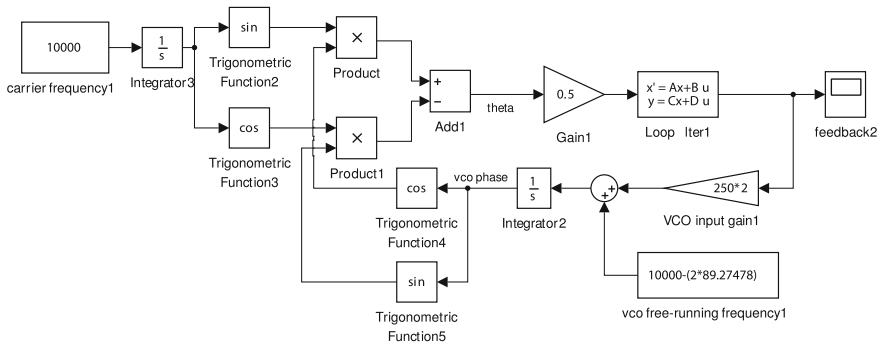 10000
carrier frequency1
1
s
Integrator3
sin
Trigonometric
Function2
cos
Trigonometric
Function3
×
Product
×
Product1
+
−
Add1
theta
0.5
Gain1
x' = Ax+B u
y = Cx+D u
Loop Iter1
feedback2
250*2
VCO input gain1
+
+
10000-(2*89.27478)
vco free-running frequency1
1
s
Integrator2
vco phase
cos
Trigonometric
Function4
sin
Trigonometric
Function5